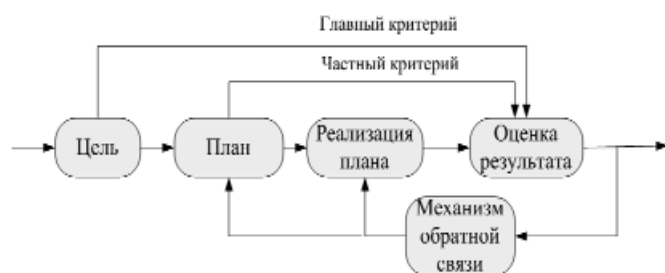 Главный критерий
Частный критерий
Цель
План
Реализация
плана
Оценка
результата
Механизм
обратной
связи